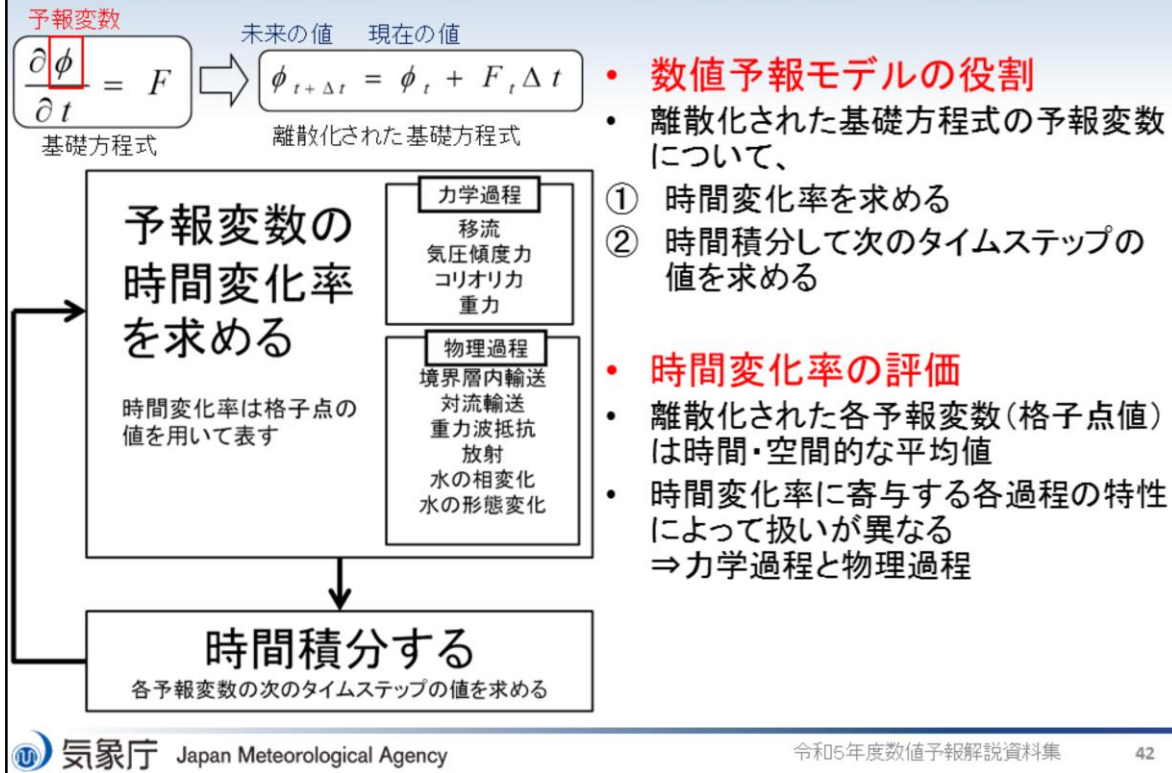 予報変数
∂φ/∂t = F
基礎方程式
未来の値 現在の値
φ t+Δt = φ t + F t Δt
離散化された基礎方程式
予報変数の
時間変化率
を求める
時間変化率は格子点の
値を用いて表す
力学過程
移流
気圧傾度力
コリオリ力
重力
物理過程
境界層内輸送
対流輸送
重力波抵抗
放射
水の相変化
水の形態変化
時間積分する
各予報変数の次のタイムステップの値を求める
• 数値予報モデルの役割
• 離散化された基礎方程式の予報変数
について、
① 時間変化率を求める
② 時間積分して次のタイムステップの
値を求める
• 時間変化率の評価
• 離散化された各予報変数(格子点値)
は時間・空間的な平均値
• 時間変化率に寄与する各過程の特性
によって扱いが異なる
⇒力学過程と物理過程
気象庁 Japan Meteorological Agency
令和5年度数値予報解説資料集
42